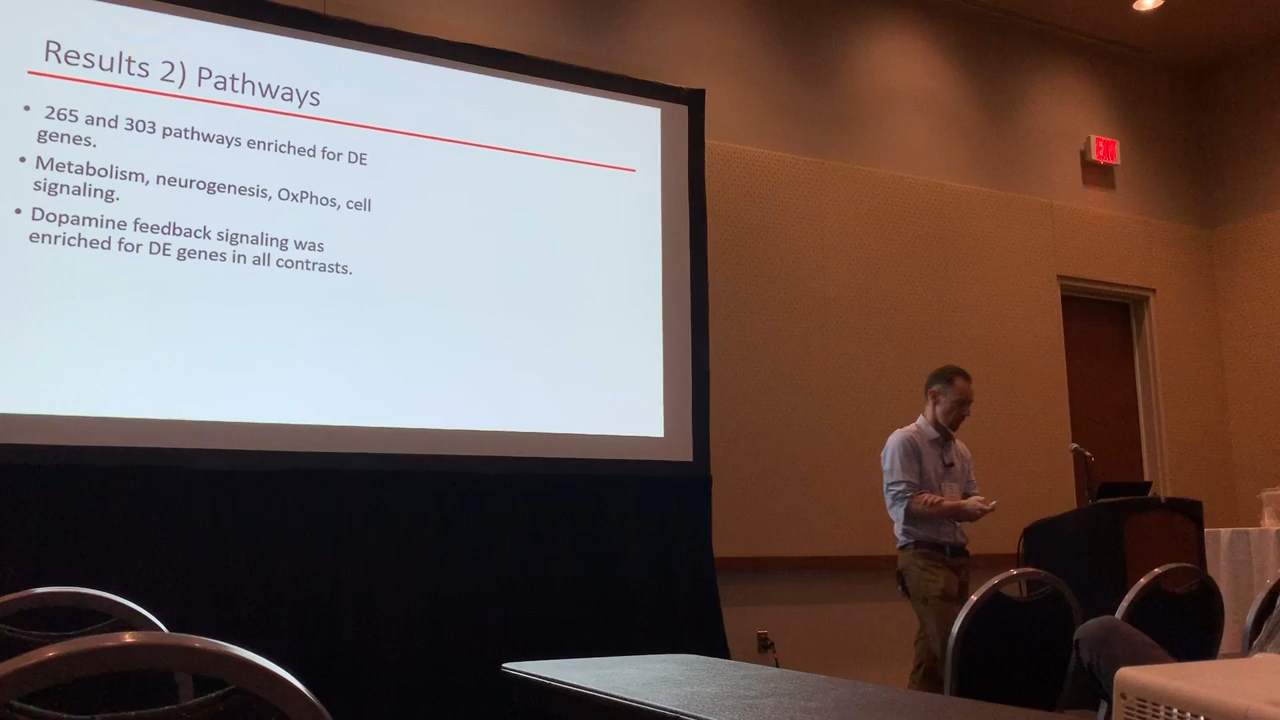 Results 2) Pathways
• 265 and 303 pathways enriched for DE
genes.
• Metabolism, neurogenesis, OxPhos, cell
signaling.
• Dopamine feedback signaling was
enriched for DE genes in all contrasts.
EXIT